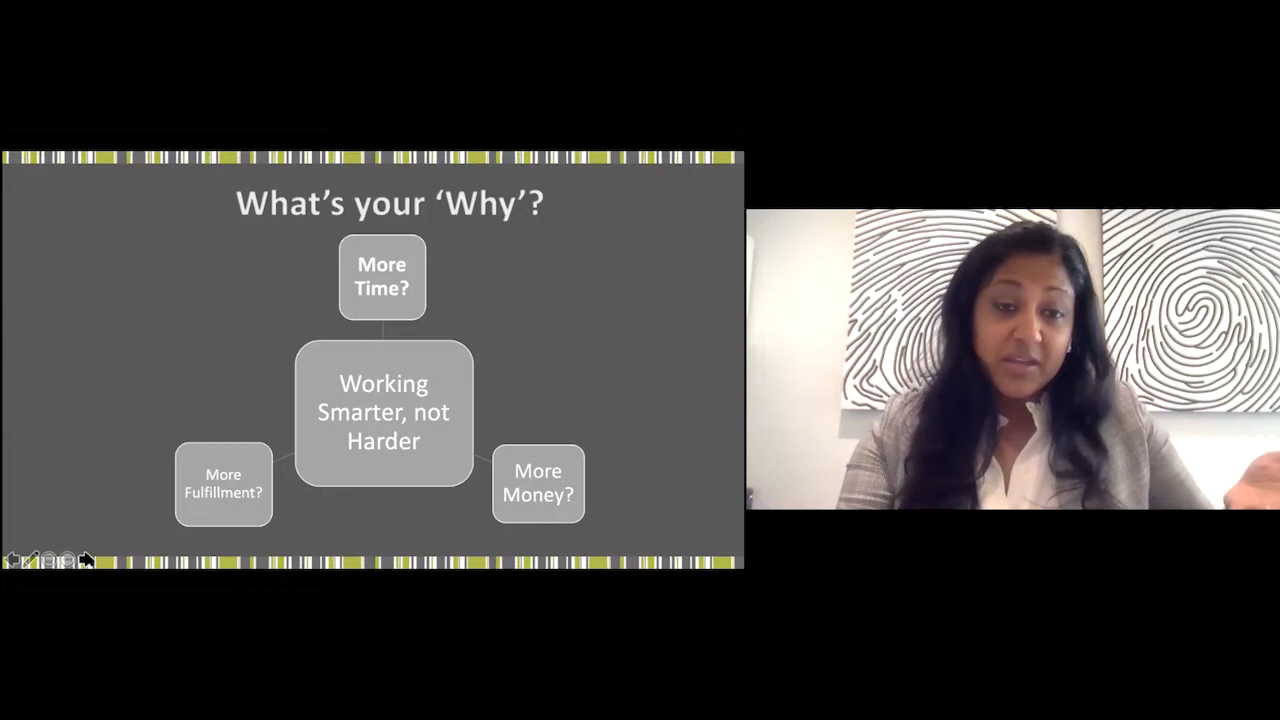 What's your ‘Why’?
More
Time?
Working
Smarter, not
Harder
More
Fulfillment?
More
Money?